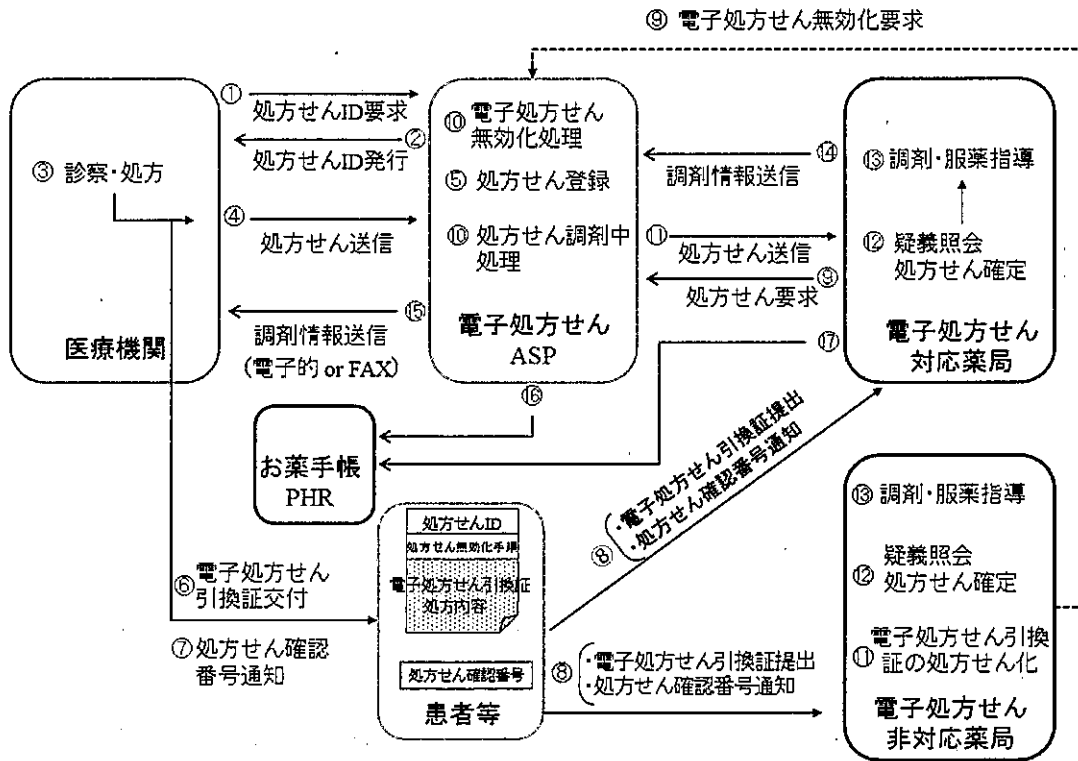 ⑨ 電子処方せん無効化要求
①
処方せんID要求
②
処方せんID発行
③ 診察・処方
④
処方せん送信
⑮
調剤情報送信
(電子的 or FAX)
医療機関
⑩ 電子処方せん
無効化処理
⑤ 処方せん登録
⑩ 処方せん調剤中
処理
電子処方せん
ASP
⑯
⑭
調剤情報送信
⑪
処方せん送信
⑨
処方せん要求
⑰
⑬ 調剤・服薬指導
⑫ 疑義照会
処方せん確定
電子処方せん
対応薬局
お薬手帳
PHR
⑥ 電子処方せん
引換証交付
⑦ 処方せん確認
番号通知
処方せんID
処方せん無効化手順
電子処方せん引換証
処方内容
処方せん確認番号
患者等
⑧
・電子処方せん引換証提出
・処方せん確認番号通知
⑧
・電子処方せん引換証提出
・処方せん確認番号通知
⑬ 調剤・服薬指導
⑫ 疑義照会
処方せん確定
⑪ 電子処方せん引換
証の処方せん化
電子処方せん
非対応薬局